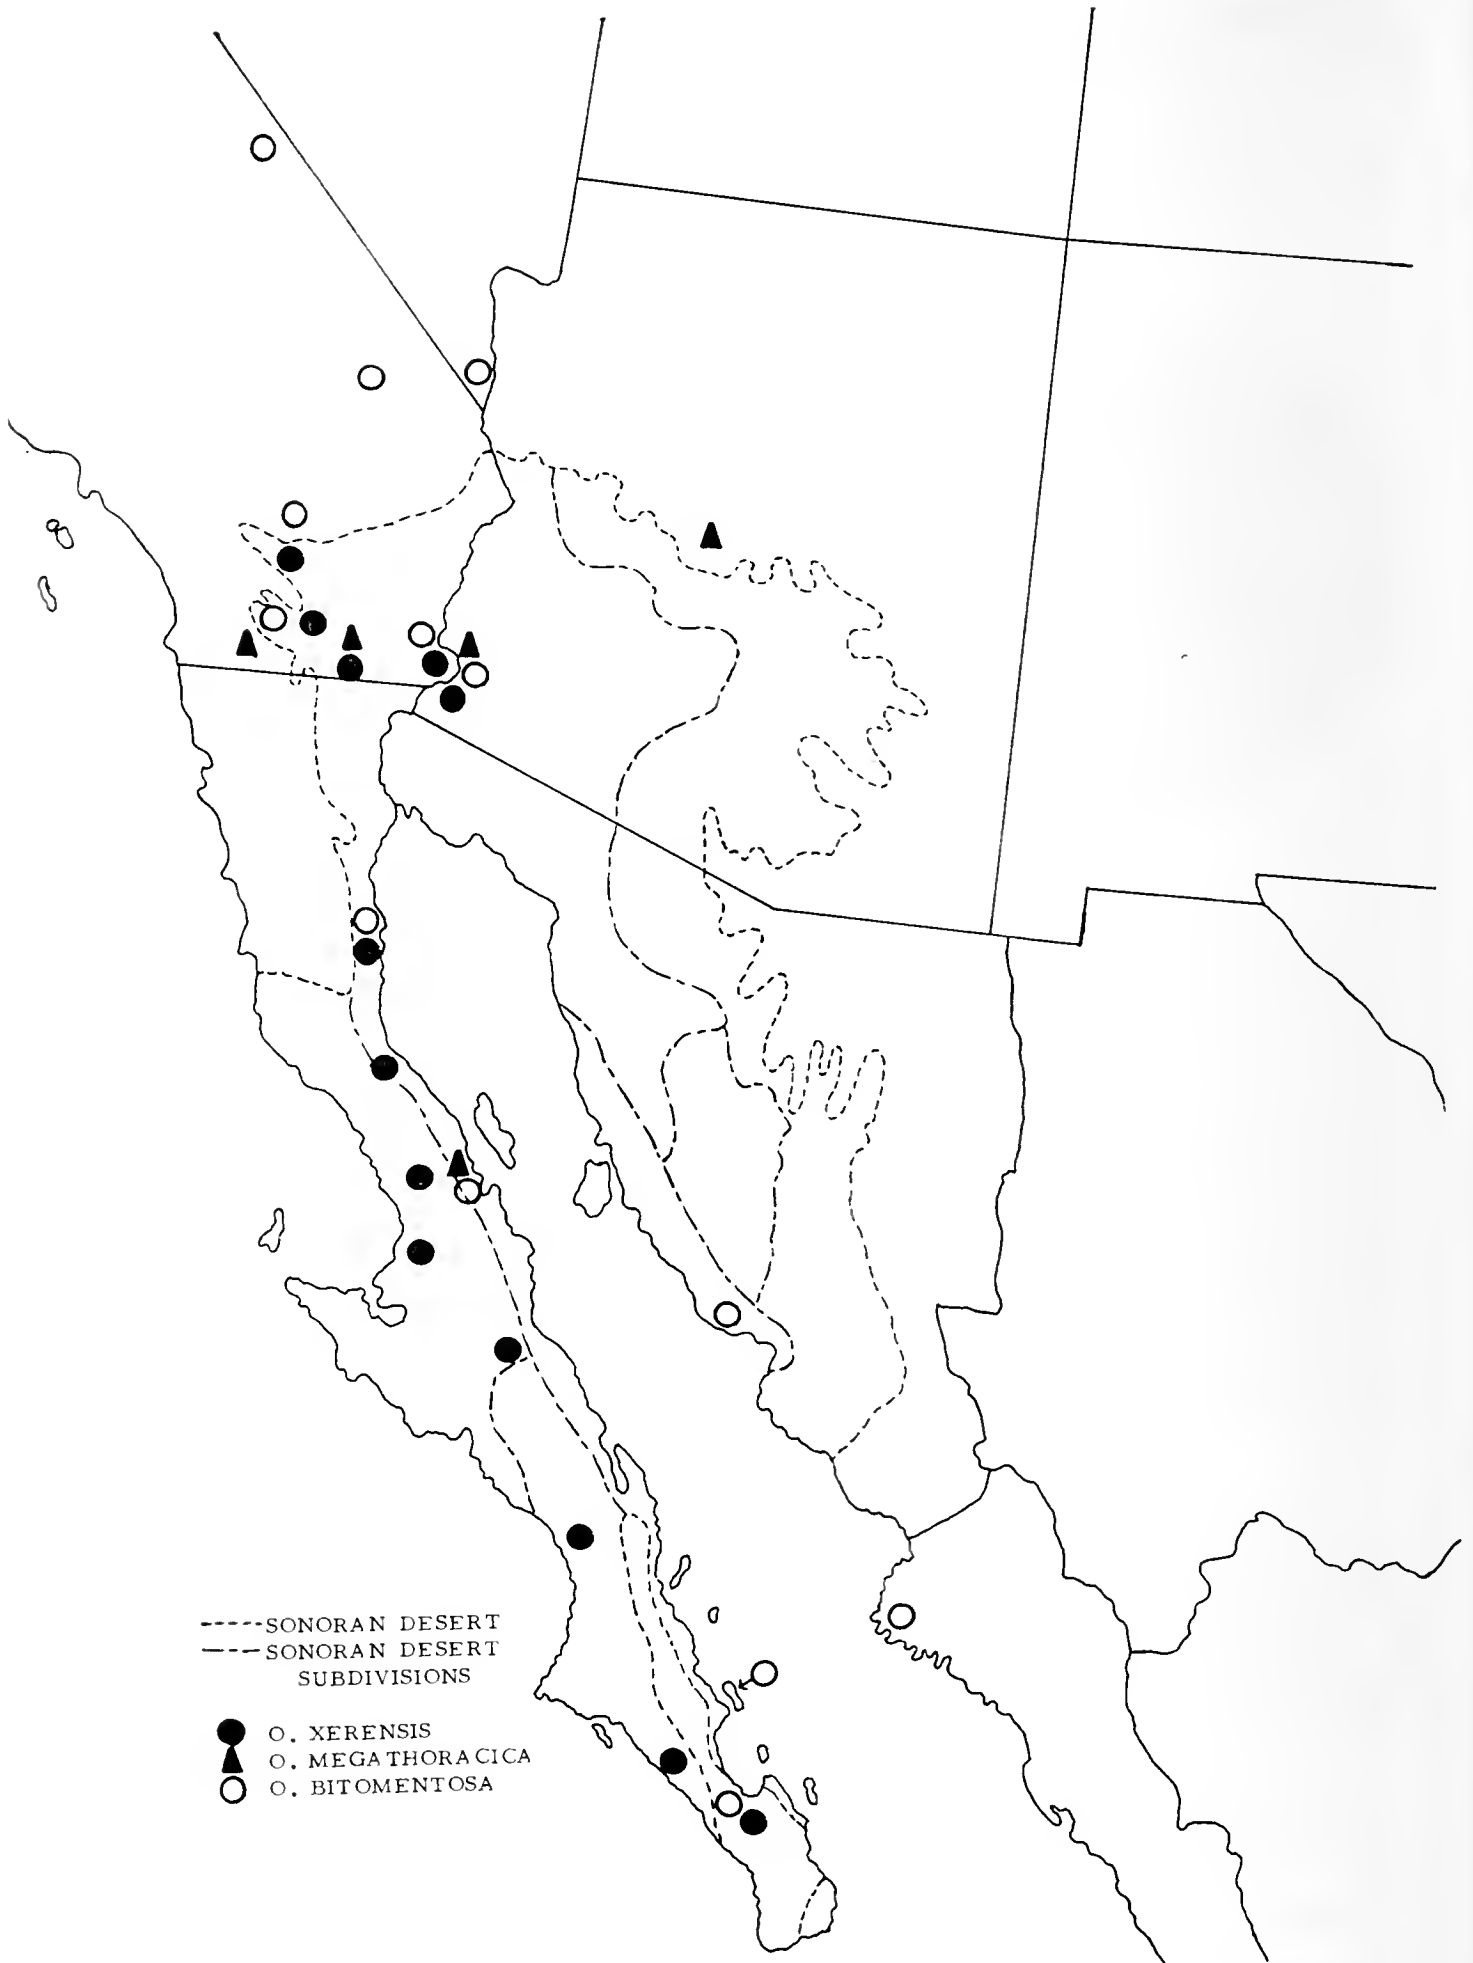 SONORAN DESERT
SONORAN DESERT
SUBDIVISIONS
O. XERENSIS
O. MEGATHORACICA
O. BITOMENTOSA